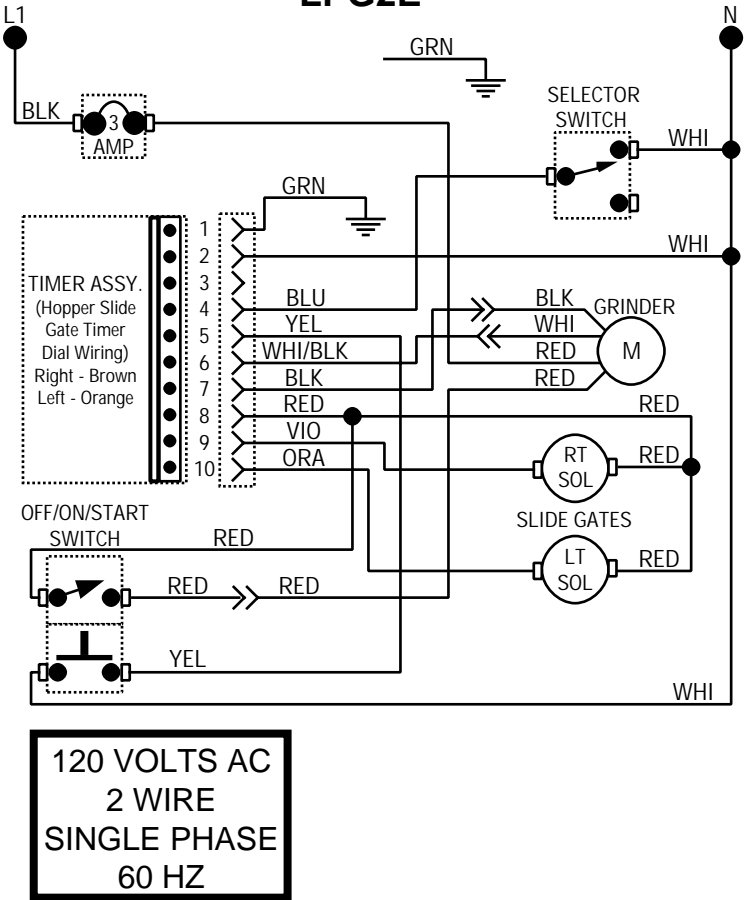 L1
N
GRN
BLK
3
AMP
SELECTOR
SWITCH
WHI
GRN
1
2
3
4
5
6
7
8
9
10
WHI
TIMER ASSY.
(Hopper Slide
Gate Timer
Dial Wiring)
Right - Brown
Left - Orange
BLU
YEL
WHI/BLK
BLK
RED
VIO
ORA
BLK
WHI
RED
RED
GRINDER
M
RED
RT
SOL
RED
SLIDE GATES
LT
SOL
RED
OFF/ON/START
SWITCH
RED
RED
RED
YEL
WHI
120 VOLTS AC
2 WIRE
SINGLE PHASE
60 HZ